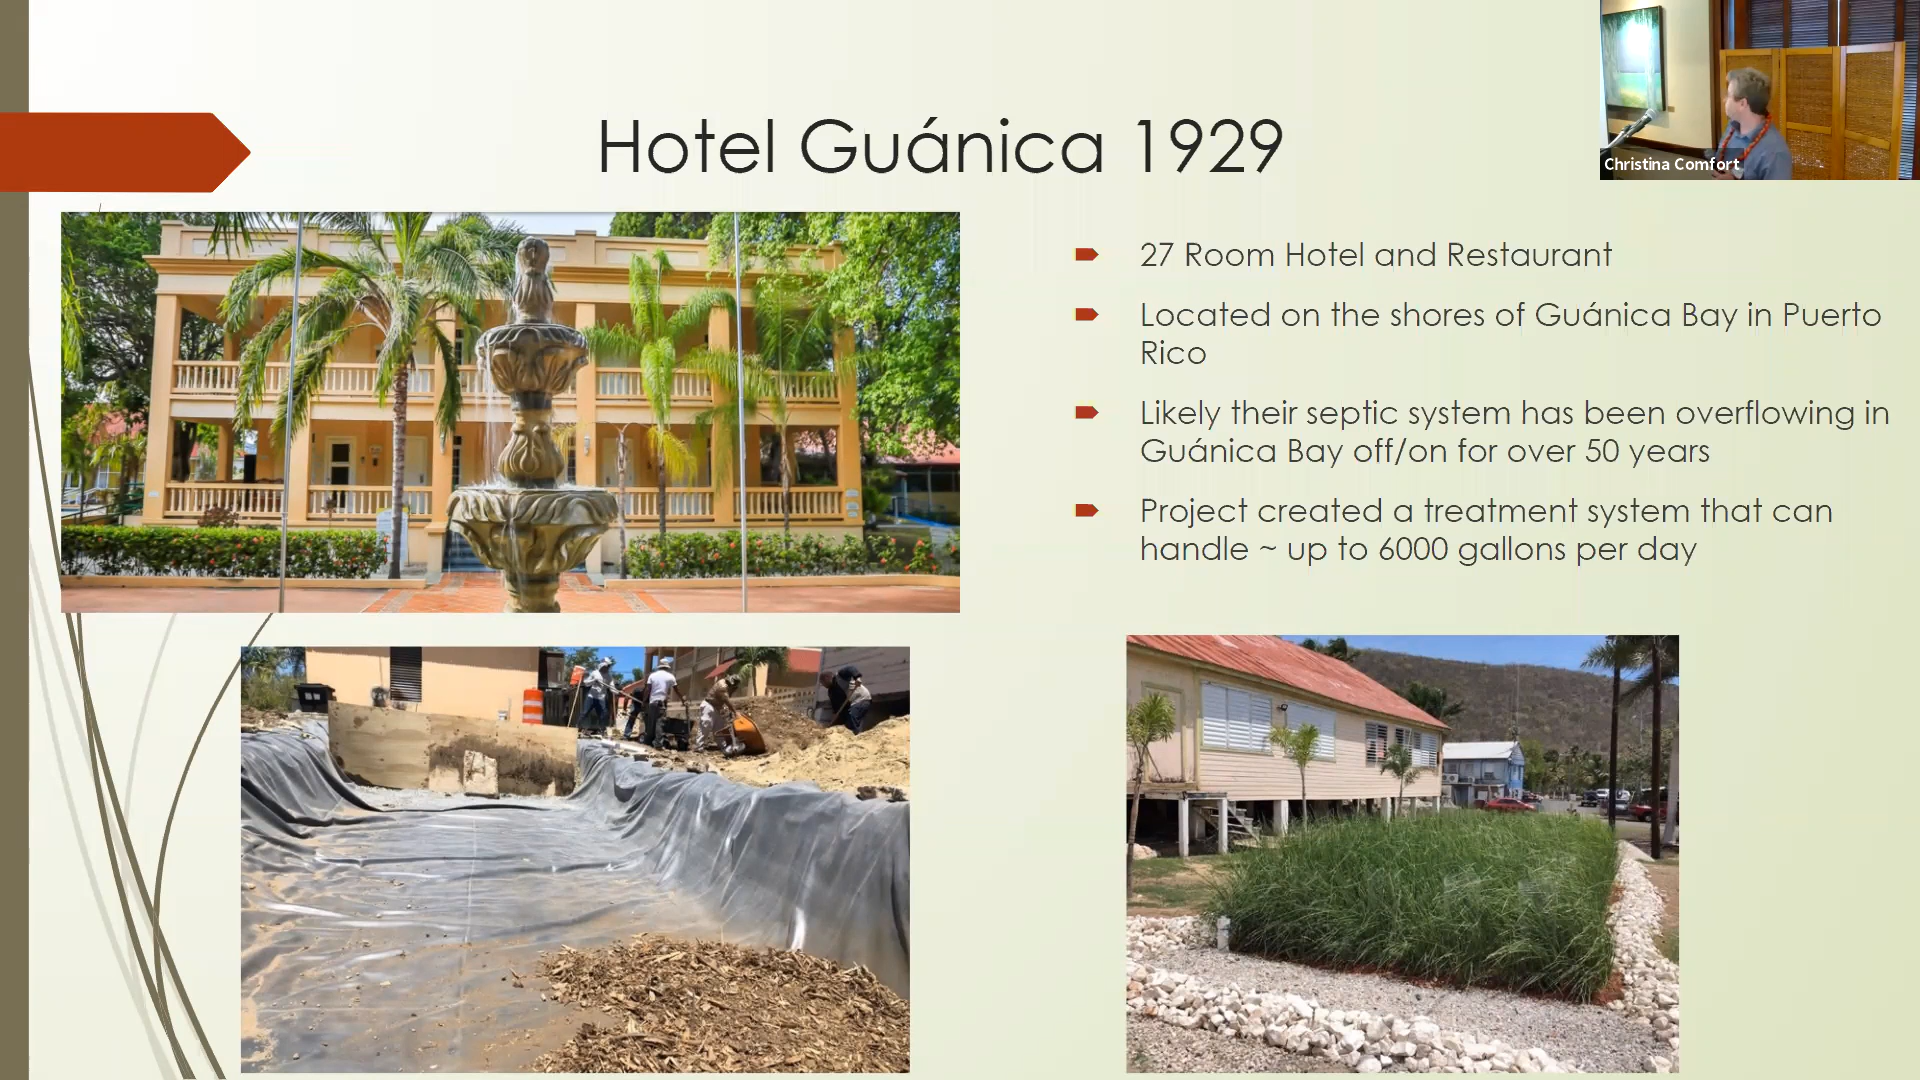 Hotel Guánica 1929
Christina Comfort
27 Room Hotel and Restaurant
Located on the shores of Guánica Bay in Puerto
Rico
Likely their septic system has been overflowing in
Guánica Bay off/on for over 50 years
Project created a treatment system that can
handle ~ up to 6000 gallons per day